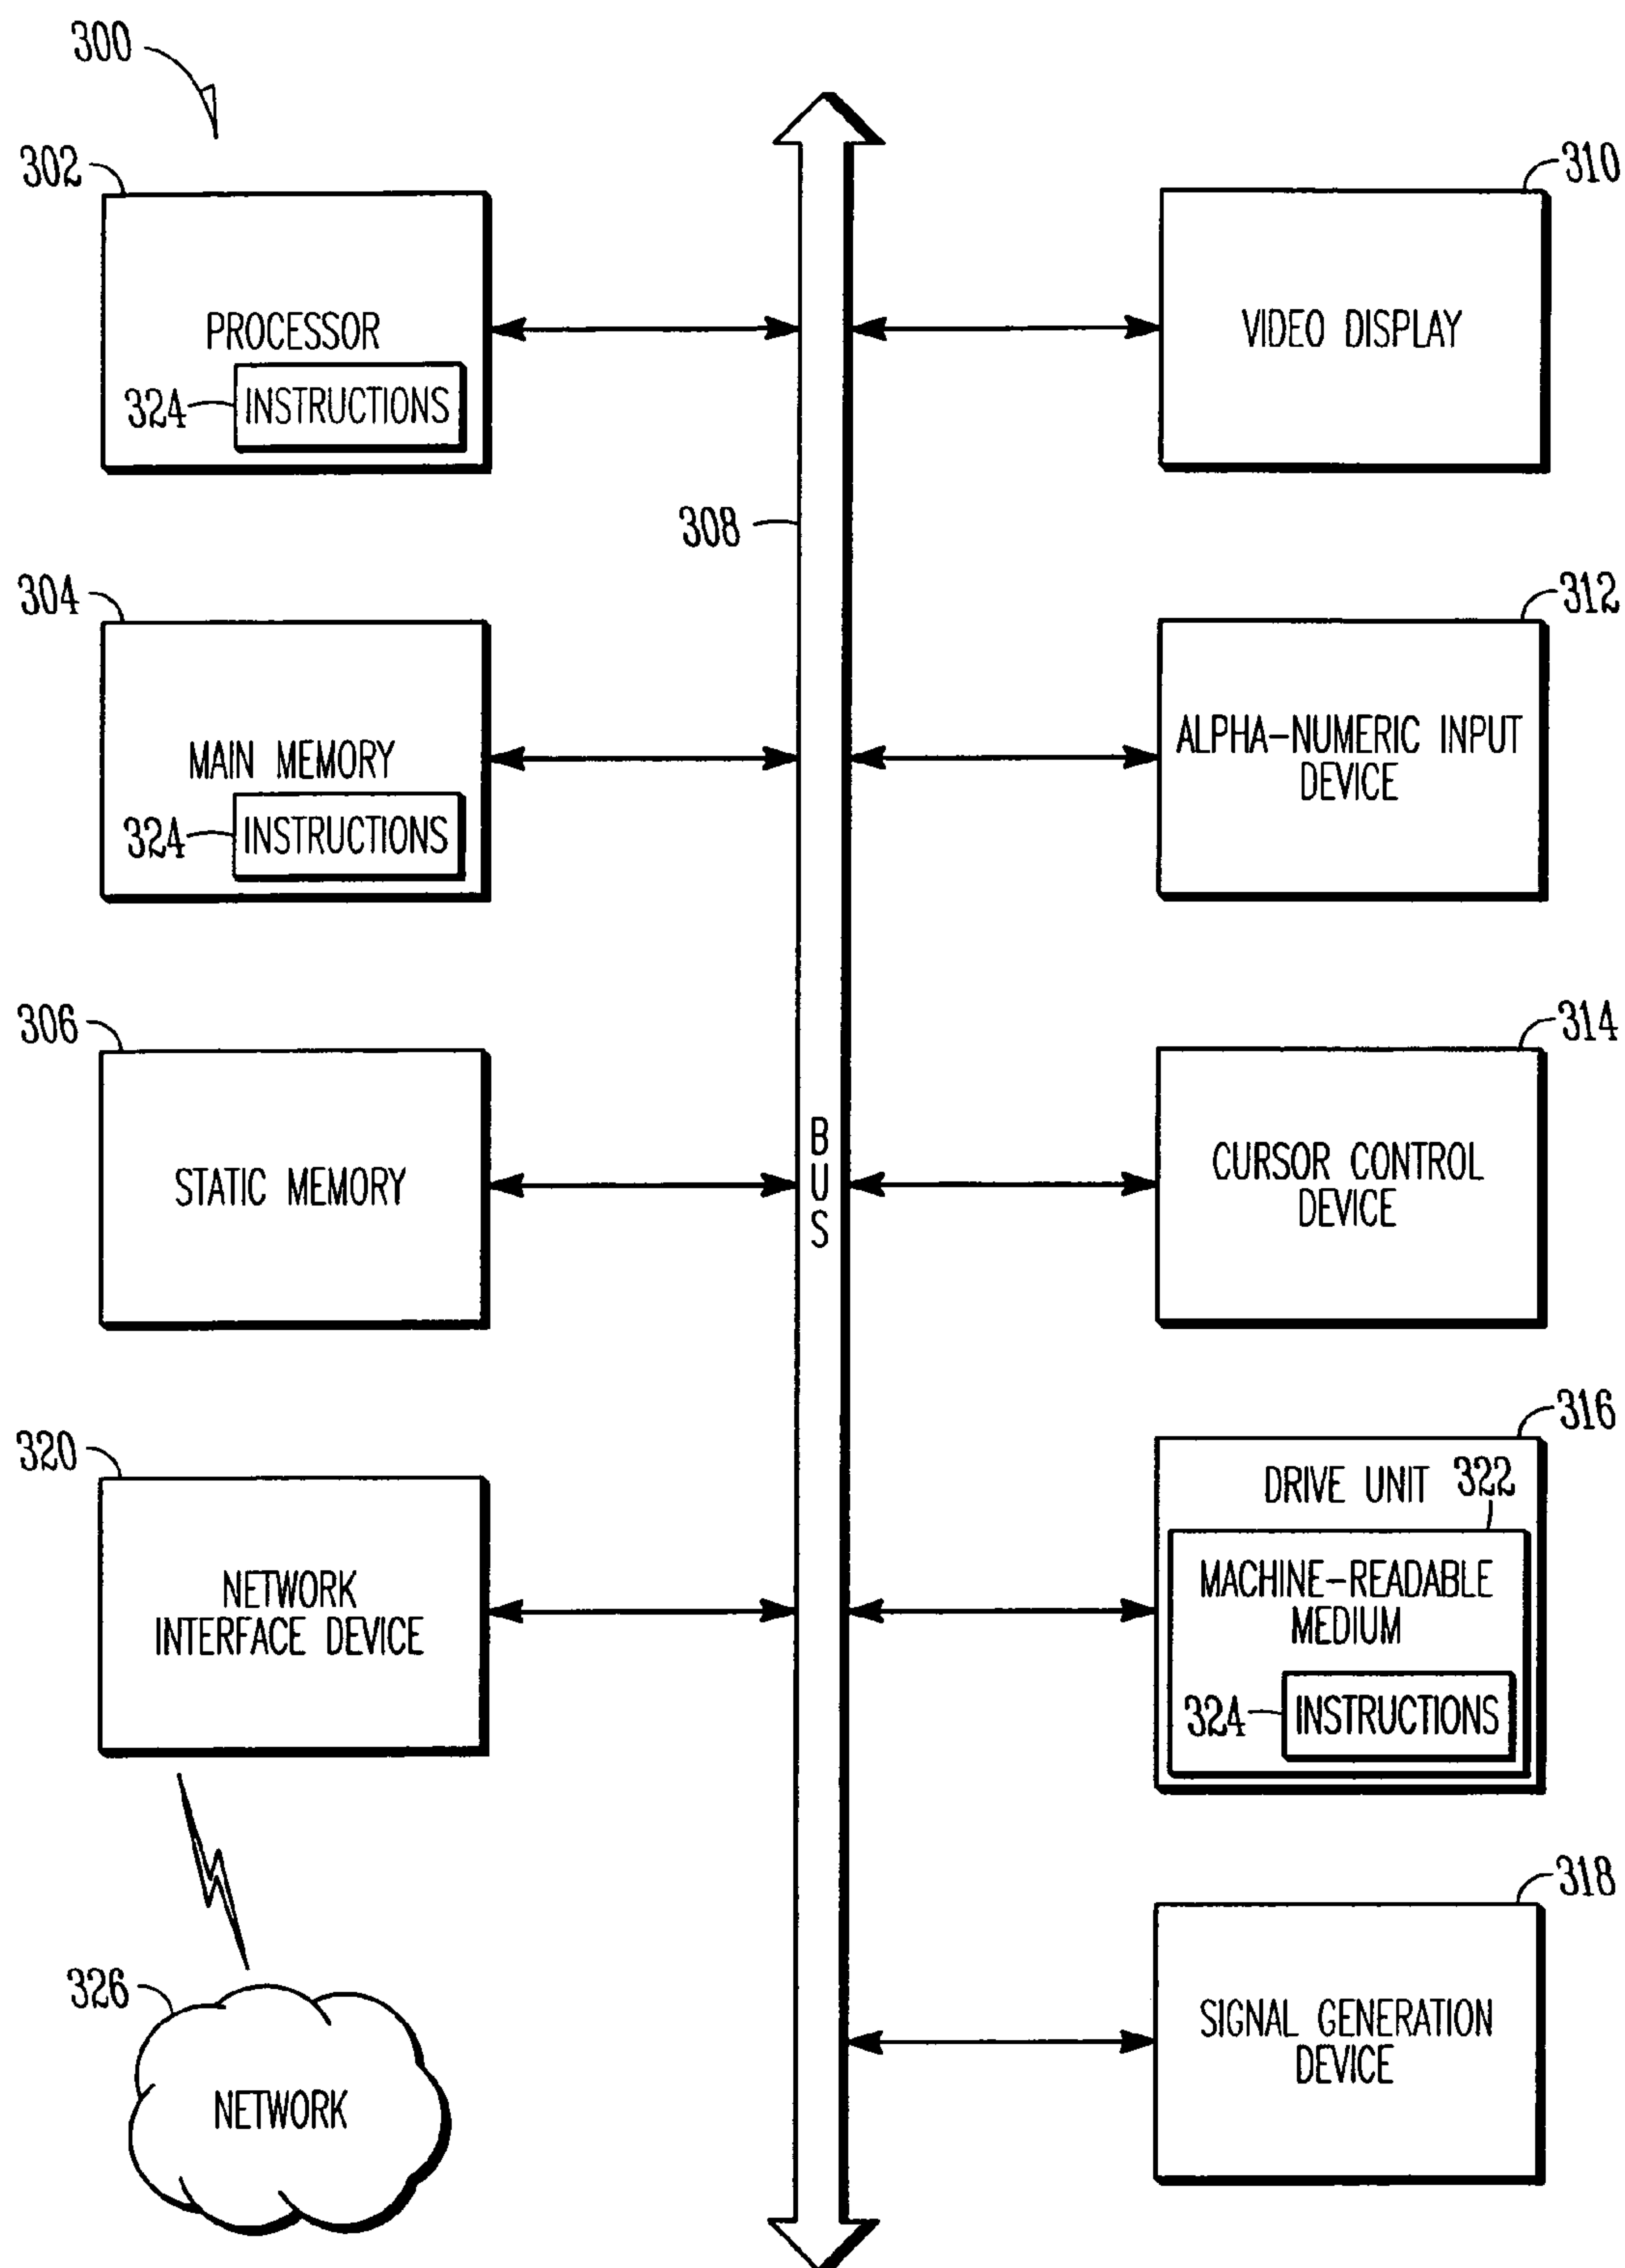 300
302
PROCESSOR
324
INSTRUCTIONS
304
MAIN MEMORY
324
INSTRUCTIONS
306
STATIC MEMORY
320
NETWORK
INTERFACE DEVICE
326
NETWORK
308
BUS
310
VIDEO DISPLAY
312
ALPHA-NUMERIC INPUT
DEVICE
314
CURSOR CONTROL
DEVICE
316
DRIVE UNIT
322
MACHINE-READABLE
MEDIUM
324
INSTRUCTIONS
318
SIGNAL GENERATION
DEVICE